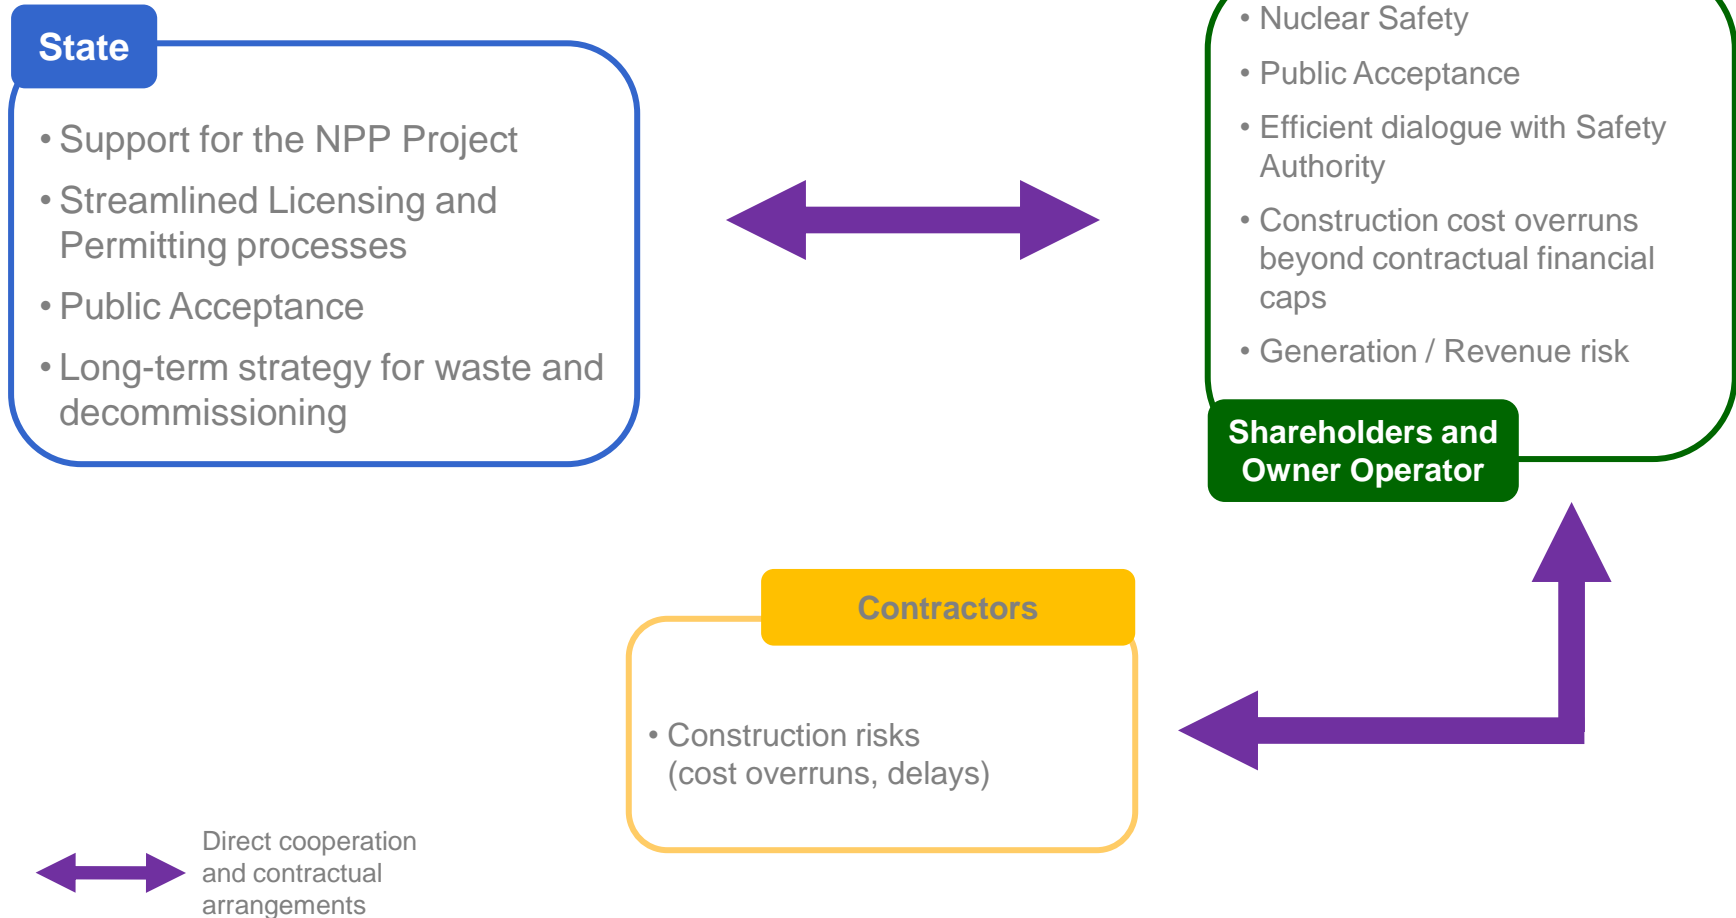 State
• Support for the NPP Project
• Streamlined Licensing and
Permitting processes
• Public Acceptance
• Long-term strategy for waste and
decommissioning
• Nuclear Safety
• Public Acceptance
• Efficient dialogue with Safety
Authority
• Construction cost overruns
beyond contractual financial
caps
• Generation / Revenue risk
Shareholders and
Owner Operator
Contractors
• Construction risks
(cost overruns, delays)
Direct cooperation
and contractual
arrangements